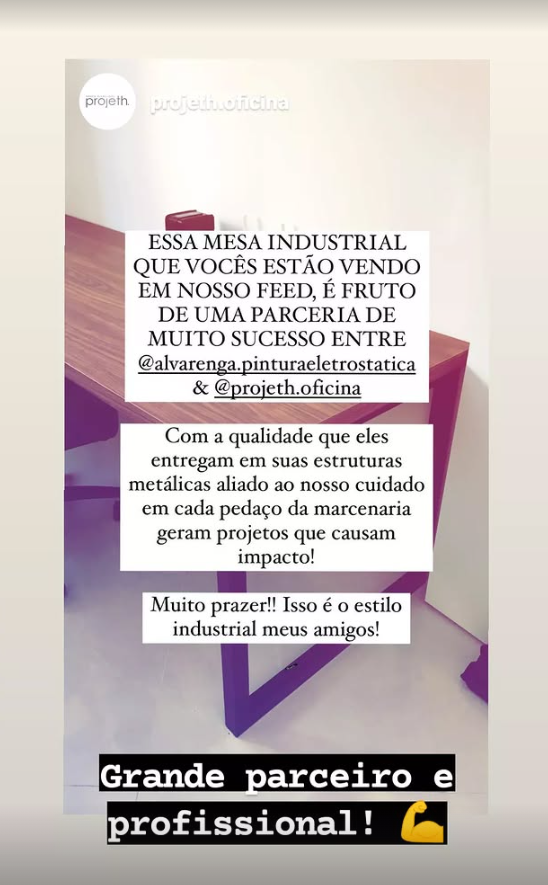 projeth.
projeth.oficina
ESSA MESA INDUSTRIAL
QUE VOCÊS ESTÃO VENDO
EM NOSSO FEED, É FRUTO
DE UMA PARCERIA DE
MUITO SUCESSO ENTRE
@alvarenga.pinturaeletrostatica
& @projeth.oficina
Com a qualidade que eles
entregam em suas estruturas
metálicas aliado ao nosso cuidado
em cada pedaço da marcenaria
geram projetos que causam
impacto!
Muito prazer!! Isso é o estilo
industrial meus amigos!
Grande parceiro e
profissional! 💪